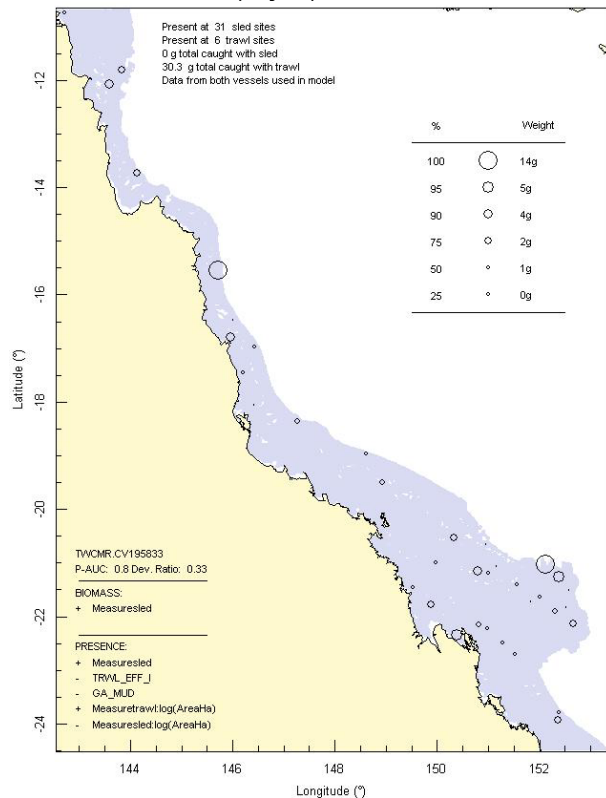 Present at 31 sled sites
Present at 6 trawl sites
0 g total caught with sled
30.3 g total caught with trawl
Data from both vessels used in model
% Weight
100 14g
95 5g
90 4g
75 2g
50 1g
25 0g
-12
-14
-16
-18
-20
-22
-24
Latitude (°)
TWCMR.CV195833
P-AUC: 0.8 Dev. Ratio: 0.33
BIOMASS:
+ Measuresled
PRESENCE:
+ Measuresled
- TRWL_EFF_I
- GA_MUD
+ Measuretrawl:log(AreaHa)
- Measuresled:log(AreaHa)
144 146 148 150 152
Longitude (°)